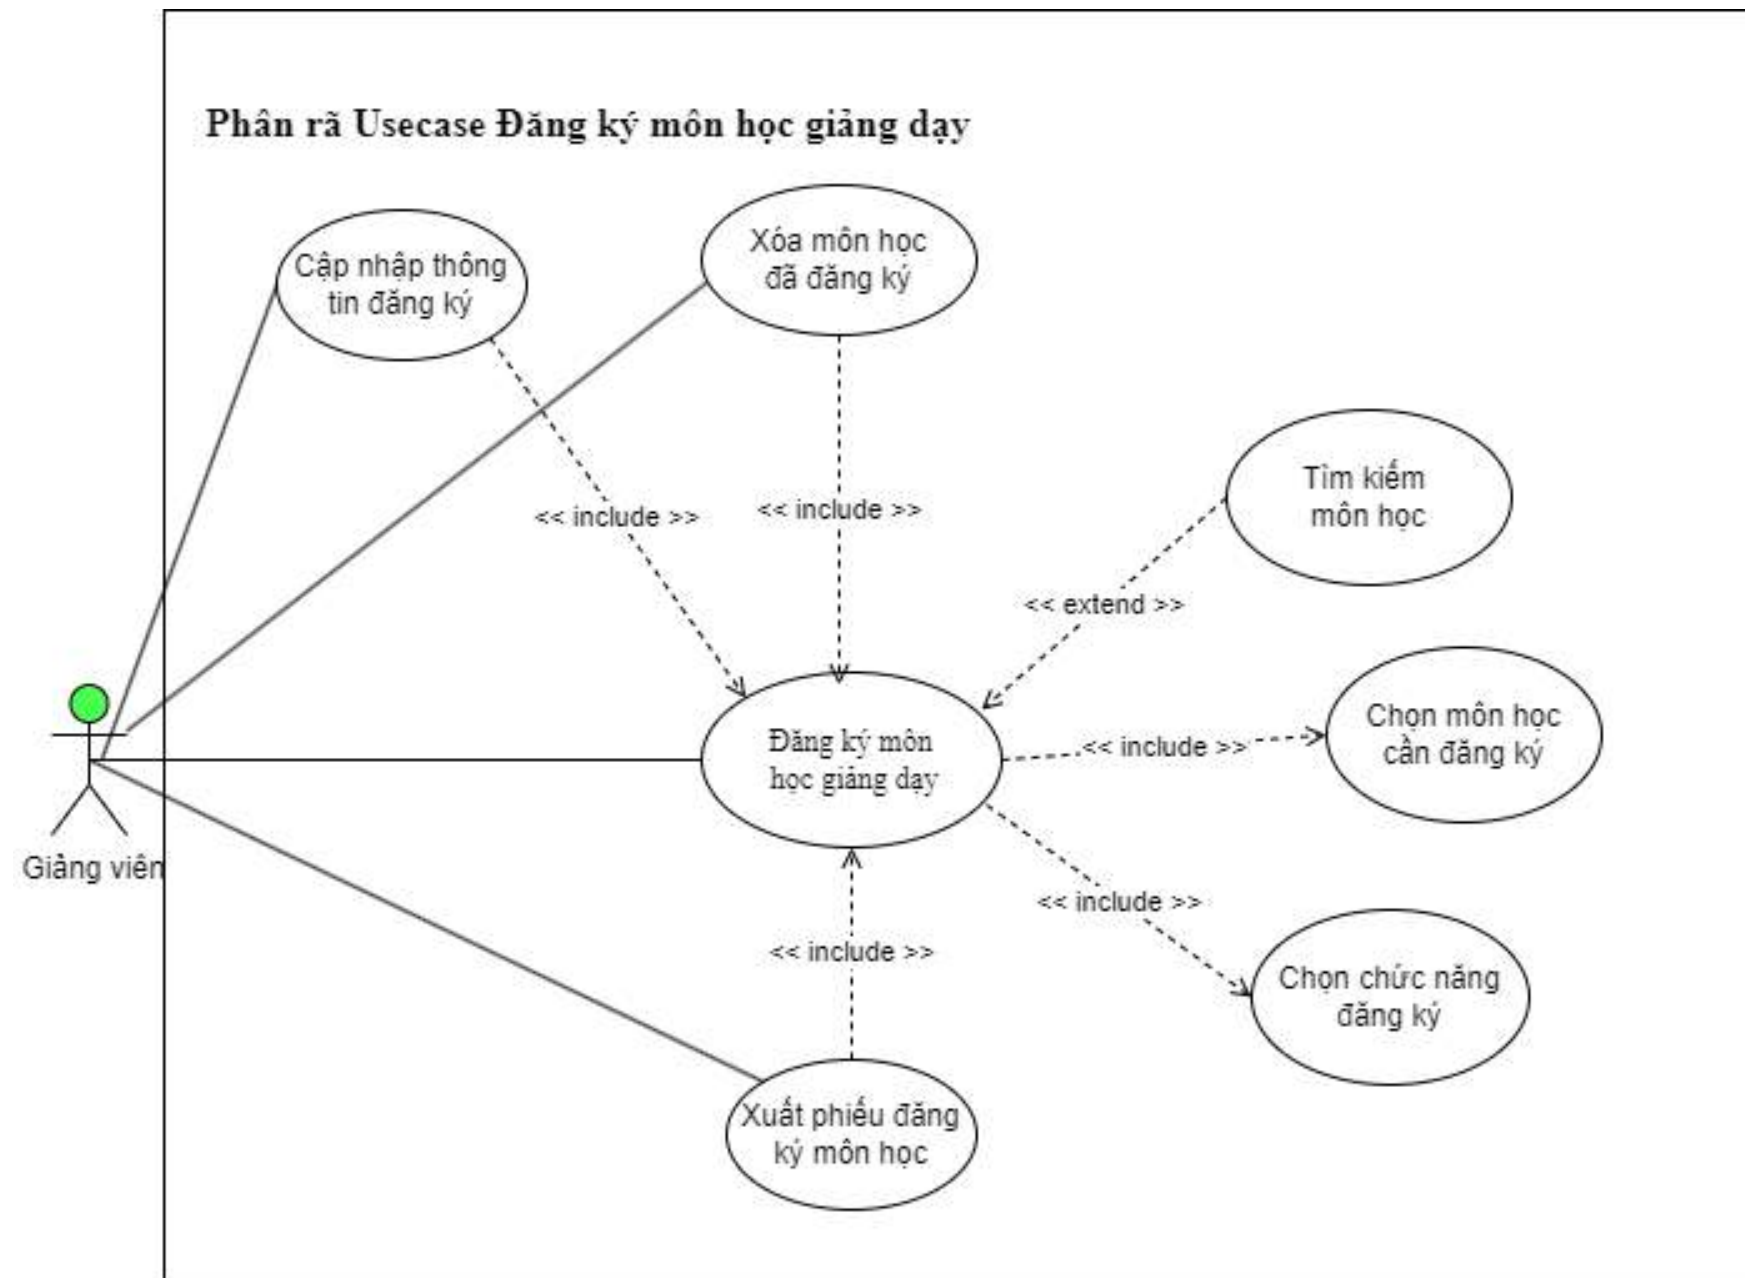 Phân rã Usecase Đăng ký môn học giảng dạy
Cập nhập thông
tin đăng ký
Xóa môn học
đã đăng ký
<< include >>
<< include >>
Tìm kiếm
môn học
<< extend >>
Đăng ký môn
học giảng dạy
<< include >>
Chọn môn học
cần đăng ký
Giảng viên
<< include >>
<< include >>
Chọn chức năng
đăng ký
Xuất phiếu đăng
ký môn học